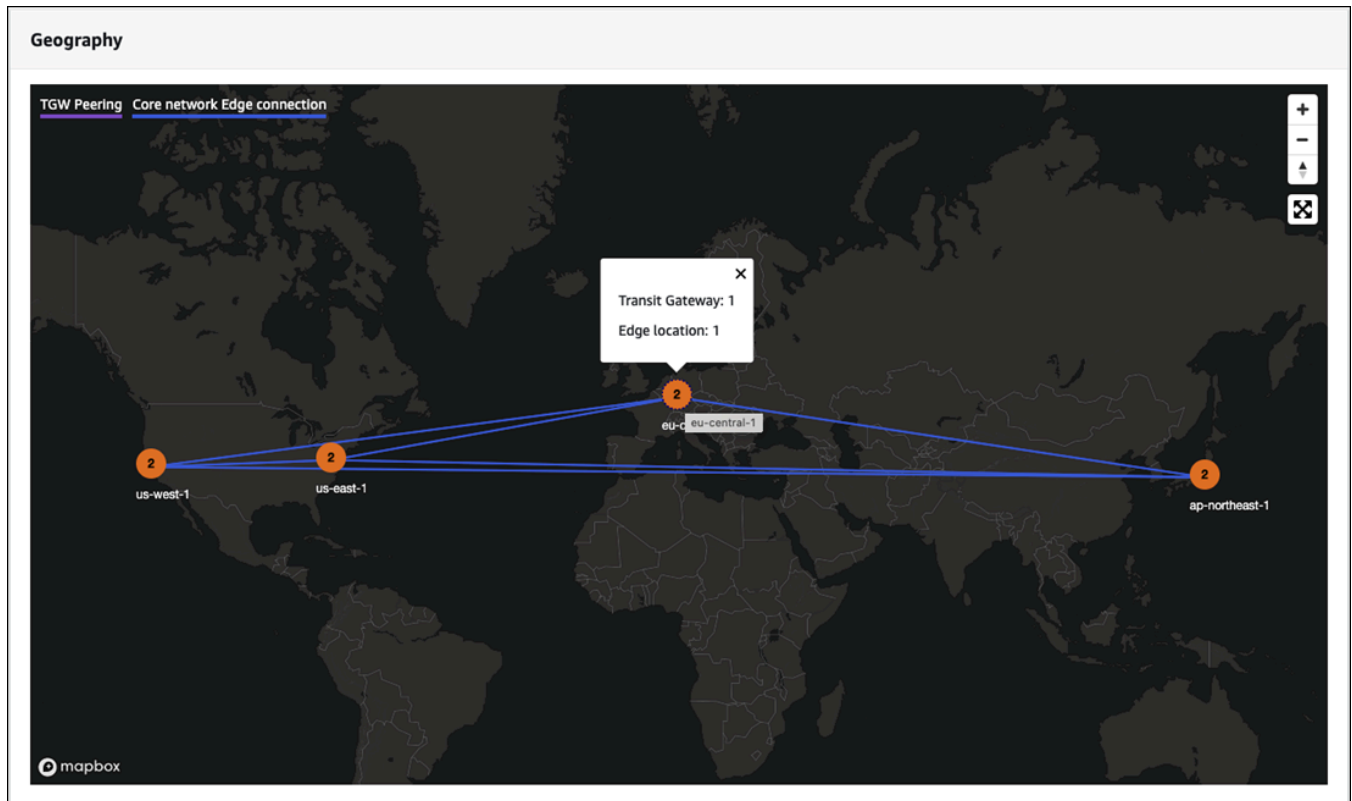 Geography
TGW Peering Core network Edge connection
+
−
Transit Gateway: 1
Edge location: 1
2
eu-c
eu-central-1
2
us-west-1
2
us-east-1
2
ap-northeast-1
mapbox